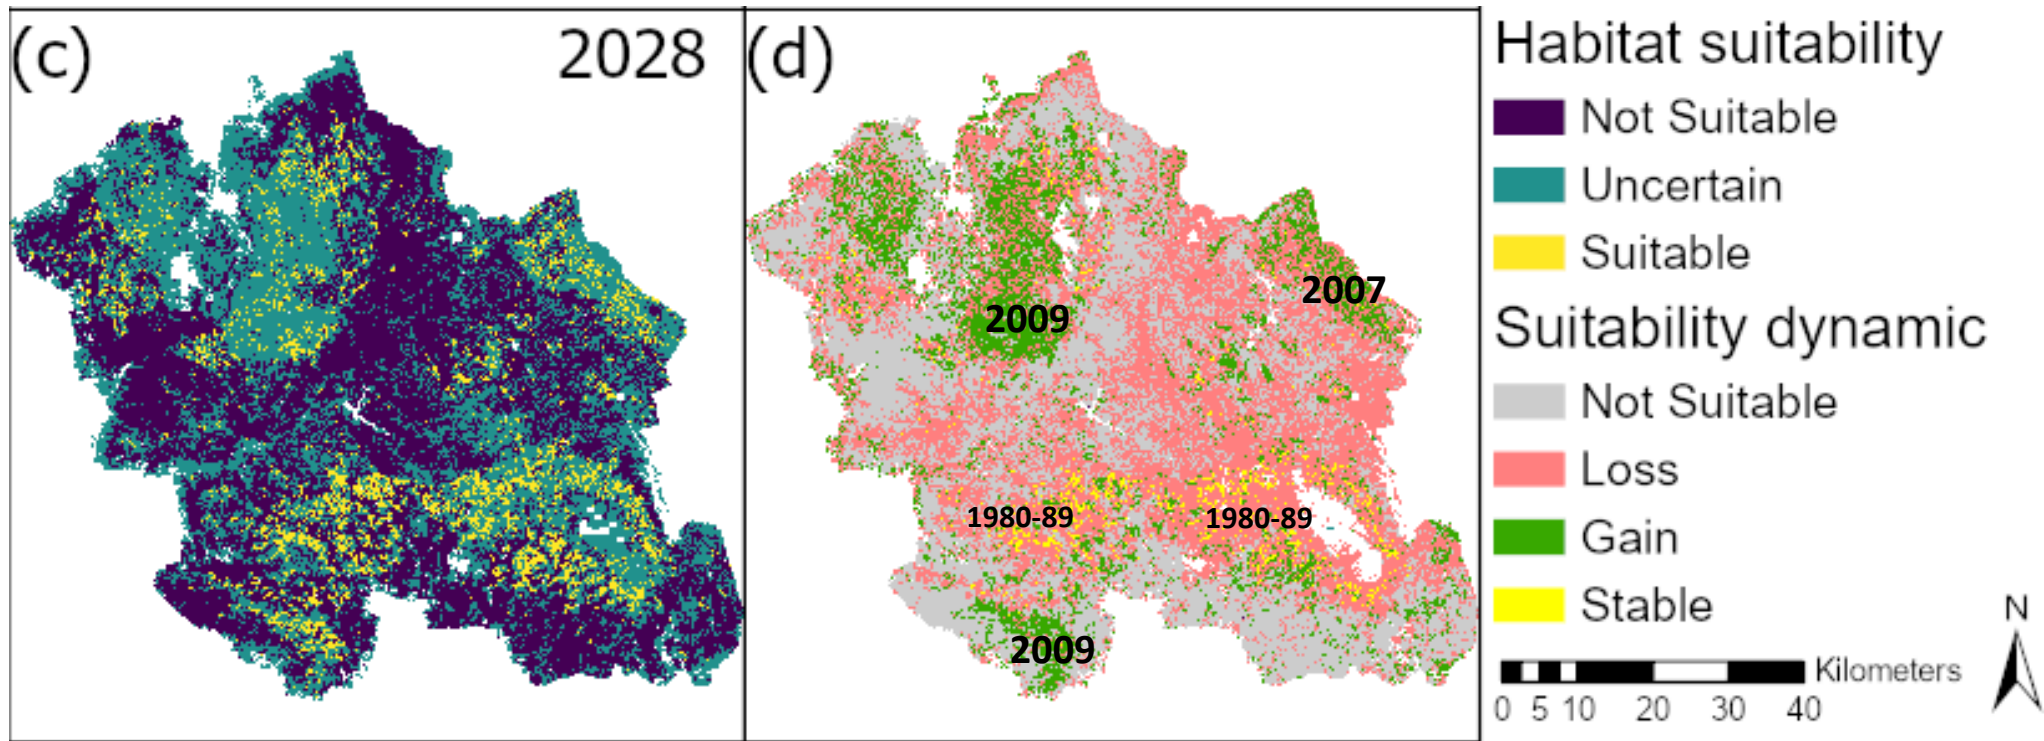 (c)
2028
(d)
2009
2007
1980-89
1980-89
2009
Habitat suitability
Not Suitable
Uncertain
Suitable
Suitability dynamic
Not Suitable
Loss
Gain
Stable
N
Kilometers
0 5 10 20 30 40